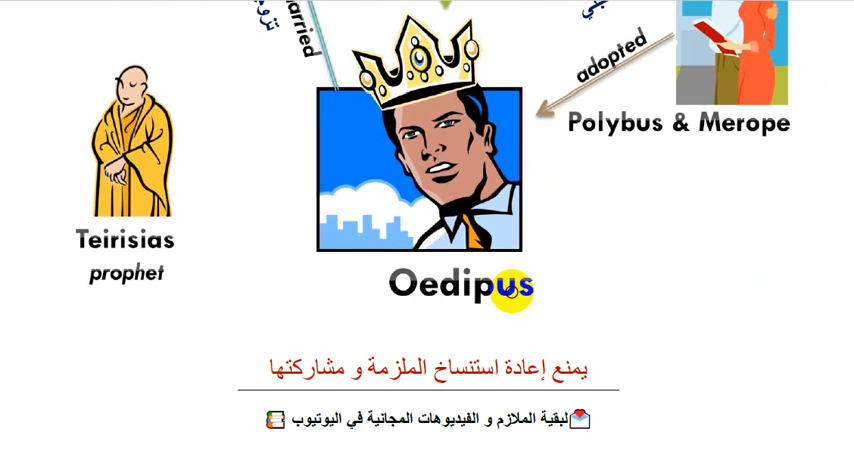 married
adopted
Polybus & Merope
Teirisias
prophet
Oedipus
يمنع إعادة استنساخ الملزمة و مشاركتها
لبقية الملازم و الفيديوهات المجانية في اليوتيوب